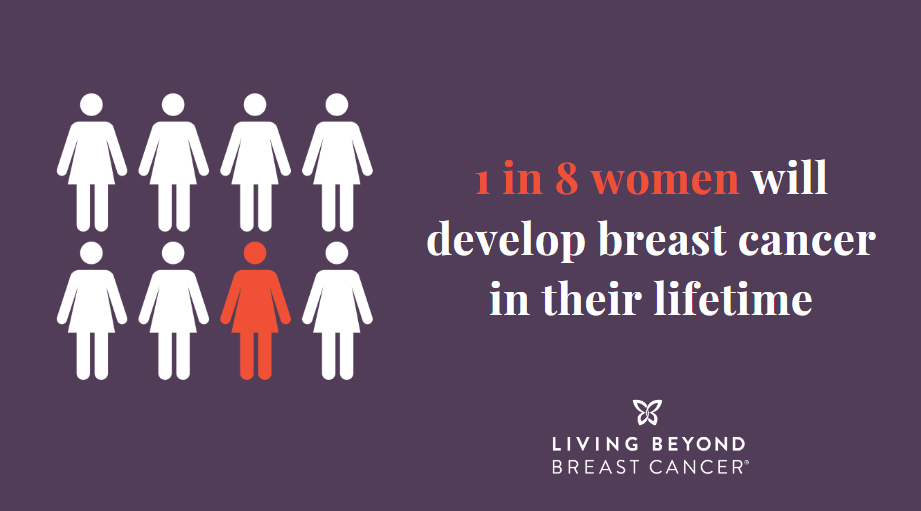 1 in 8 women will
develop breast cancer
in their lifetime
LIVING BEYOND
BREAST CANCER®